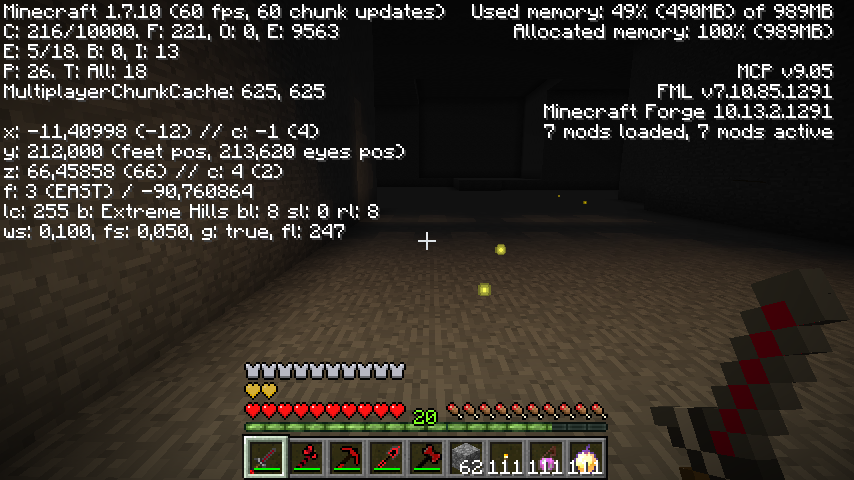 Minecraft 1.7.10 (60 fps, 60 chunk updates)
C: 216/10000. F: 221, O: 0, E: 9563
E: 5/18. B: 0, I: 13
P: 26. T: All: 18
MultiplayerChunkCache: 625, 625
x: -11,40998 (-12) // c: -1 (4)
y: 212,000 (feet pos, 213,620 eyes pos)
z: 66,45858 (66) // c: 4 (2)
f: 3 (EAST) / -90,760864
lc: 255 b: Extreme Hills bl: 8 sl: 0 rl: 8
ws: 0,100, fs: 0,050, g: true, fl: 247
Used memory: 49% (490MB) of 989MB
Allocated memory: 100% (989MB)
MCP v9.05
FML v7.10.85.1291
Minecraft Forge 10.13.2.1291
7 mods loaded, 7 mods active
20
62 111 111 111